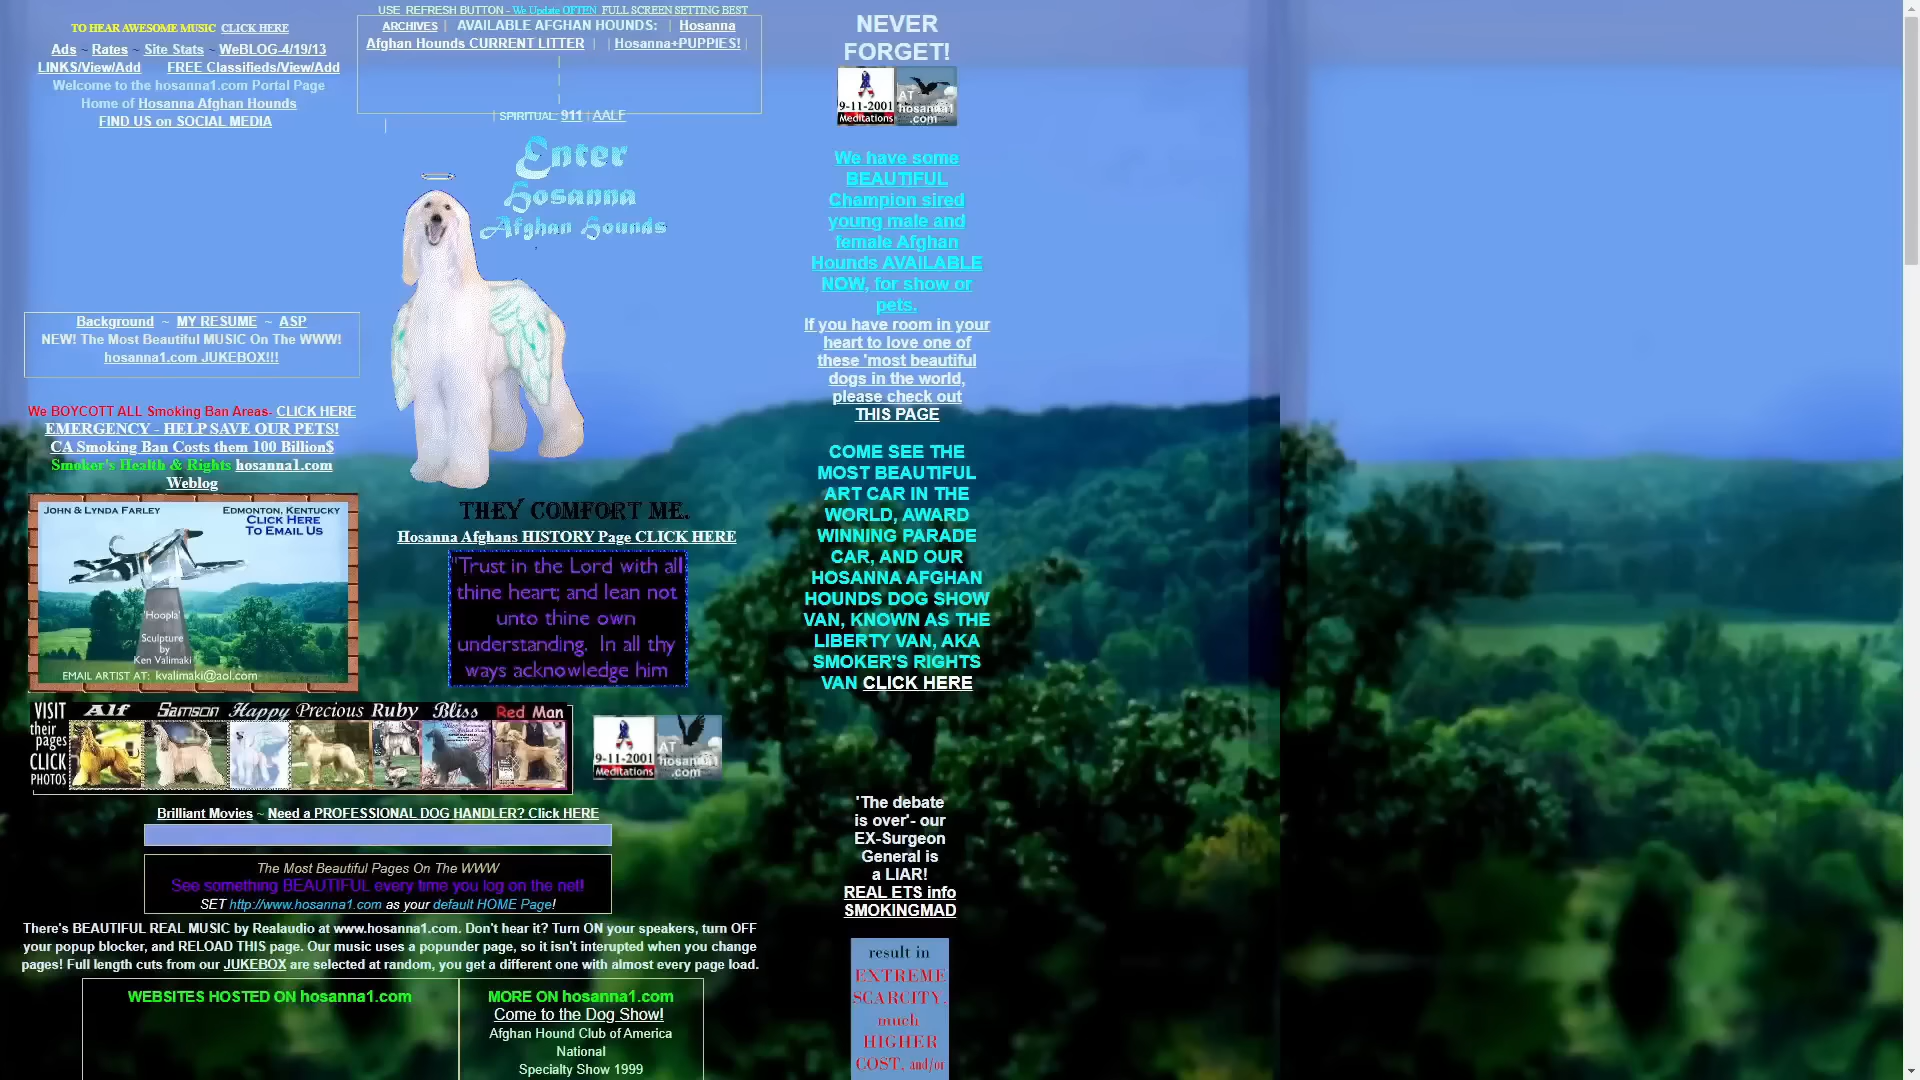 TO HEAR AWESOME MUSIC CLICK HERE
Ads ~ Rates ~ Site Stats ~ WeBLOG-4/19/13
LINKS/View/Add FREE Classifieds/View/Add
Welcome to the hosanna1.com Portal Page
Home of Hosanna Afghan Hounds
FIND US on SOCIAL MEDIA
USE REFRESH BUTTON - We Update OFTEN FULL SCREEN SETTING BEST
ARCHIVES | AVAILABLE AFGHAN HOUNDS: | Hosanna
Afghan Hounds CURRENT LITTER | | Hosanna+PUPPIES! |
|
|
|
| SPIRITUAL: 911 | AALF
|
Enter
Hosanna
Afghan Hounds
Background ~ MY RESUME ~ ASP
NEW! The Most Beautiful MUSIC On The WWW!
hosanna1.com JUKEBOX!!!
We BOYCOTT ALL Smoking Ban Areas- CLICK HERE
EMERGENCY - HELP SAVE OUR PETS!
CA Smoking Ban Costs them 100 Billion$
Smoker's Health & Rights hosanna1.com
Weblog
JOHN & LYNDA FARLEY EDMONTON, KENTUCKY
CLICK HERE
TO EMAIL US
'Hoopla'
Sculpture
by
Ken Valimaki
EMAIL ARTIST AT: kvalimaki@aol.com
THEY COMFORT ME.
Hosanna Afghans HISTORY Page CLICK HERE
"Trust in the Lord with all
thine heart; and lean not
unto thine own
understanding. In all thy
ways acknowledge him
VISIT
their
pages
CLICK
PHOTOS
Alf Samson Happy Precious Ruby Bliss Red Man
9-11-2001
Meditations
AT
hosanna1
.com
Brilliant Movies ~ Need a PROFESSIONAL DOG HANDLER? Click HERE
The Most Beautiful Pages On The WWW
See something BEAUTIFUL every time you log on the net!
SET http://www.hosanna1.com as your default HOME Page!
There's BEAUTIFUL REAL MUSIC by Realaudio at www.hosanna1.com. Don't hear it? Turn ON your speakers, turn OFF
your popup blocker, and RELOAD THIS page. Our music uses a popunder page, so it isn't interupted when you change
pages! Full length cuts from our JUKEBOX are selected at random, you get a different one with almost every page load.
WEBSITES HOSTED ON hosanna1.com
MORE ON hosanna1.com
Come to the Dog Show!
Afghan Hound Club of America
National
Specialty Show 1999
NEVER
FORGET!
9-11-2001
Meditations
AT
hosanna1
.com
We have some
BEAUTIFUL
Champion sired
young male and
female Afghan
Hounds AVAILABLE
NOW, for show or
pets.
If you have room in your
heart to love one of
these 'most beautiful
dogs in the world,
please check out
THIS PAGE
COME SEE THE
MOST BEAUTIFUL
ART CAR IN THE
WORLD, AWARD
WINNING PARADE
CAR, AND OUR
HOSANNA AFGHAN
HOUNDS DOG SHOW
VAN, KNOWN AS THE
LIBERTY VAN, AKA
SMOKER'S RIGHTS
VAN CLICK HERE
'The debate
is over'- our
EX-Surgeon
General is
a LIAR!
REAL ETS info
SMOKINGMAD
result in
EXTREME
SCARCITY,
much
HIGHER
COST, and/or